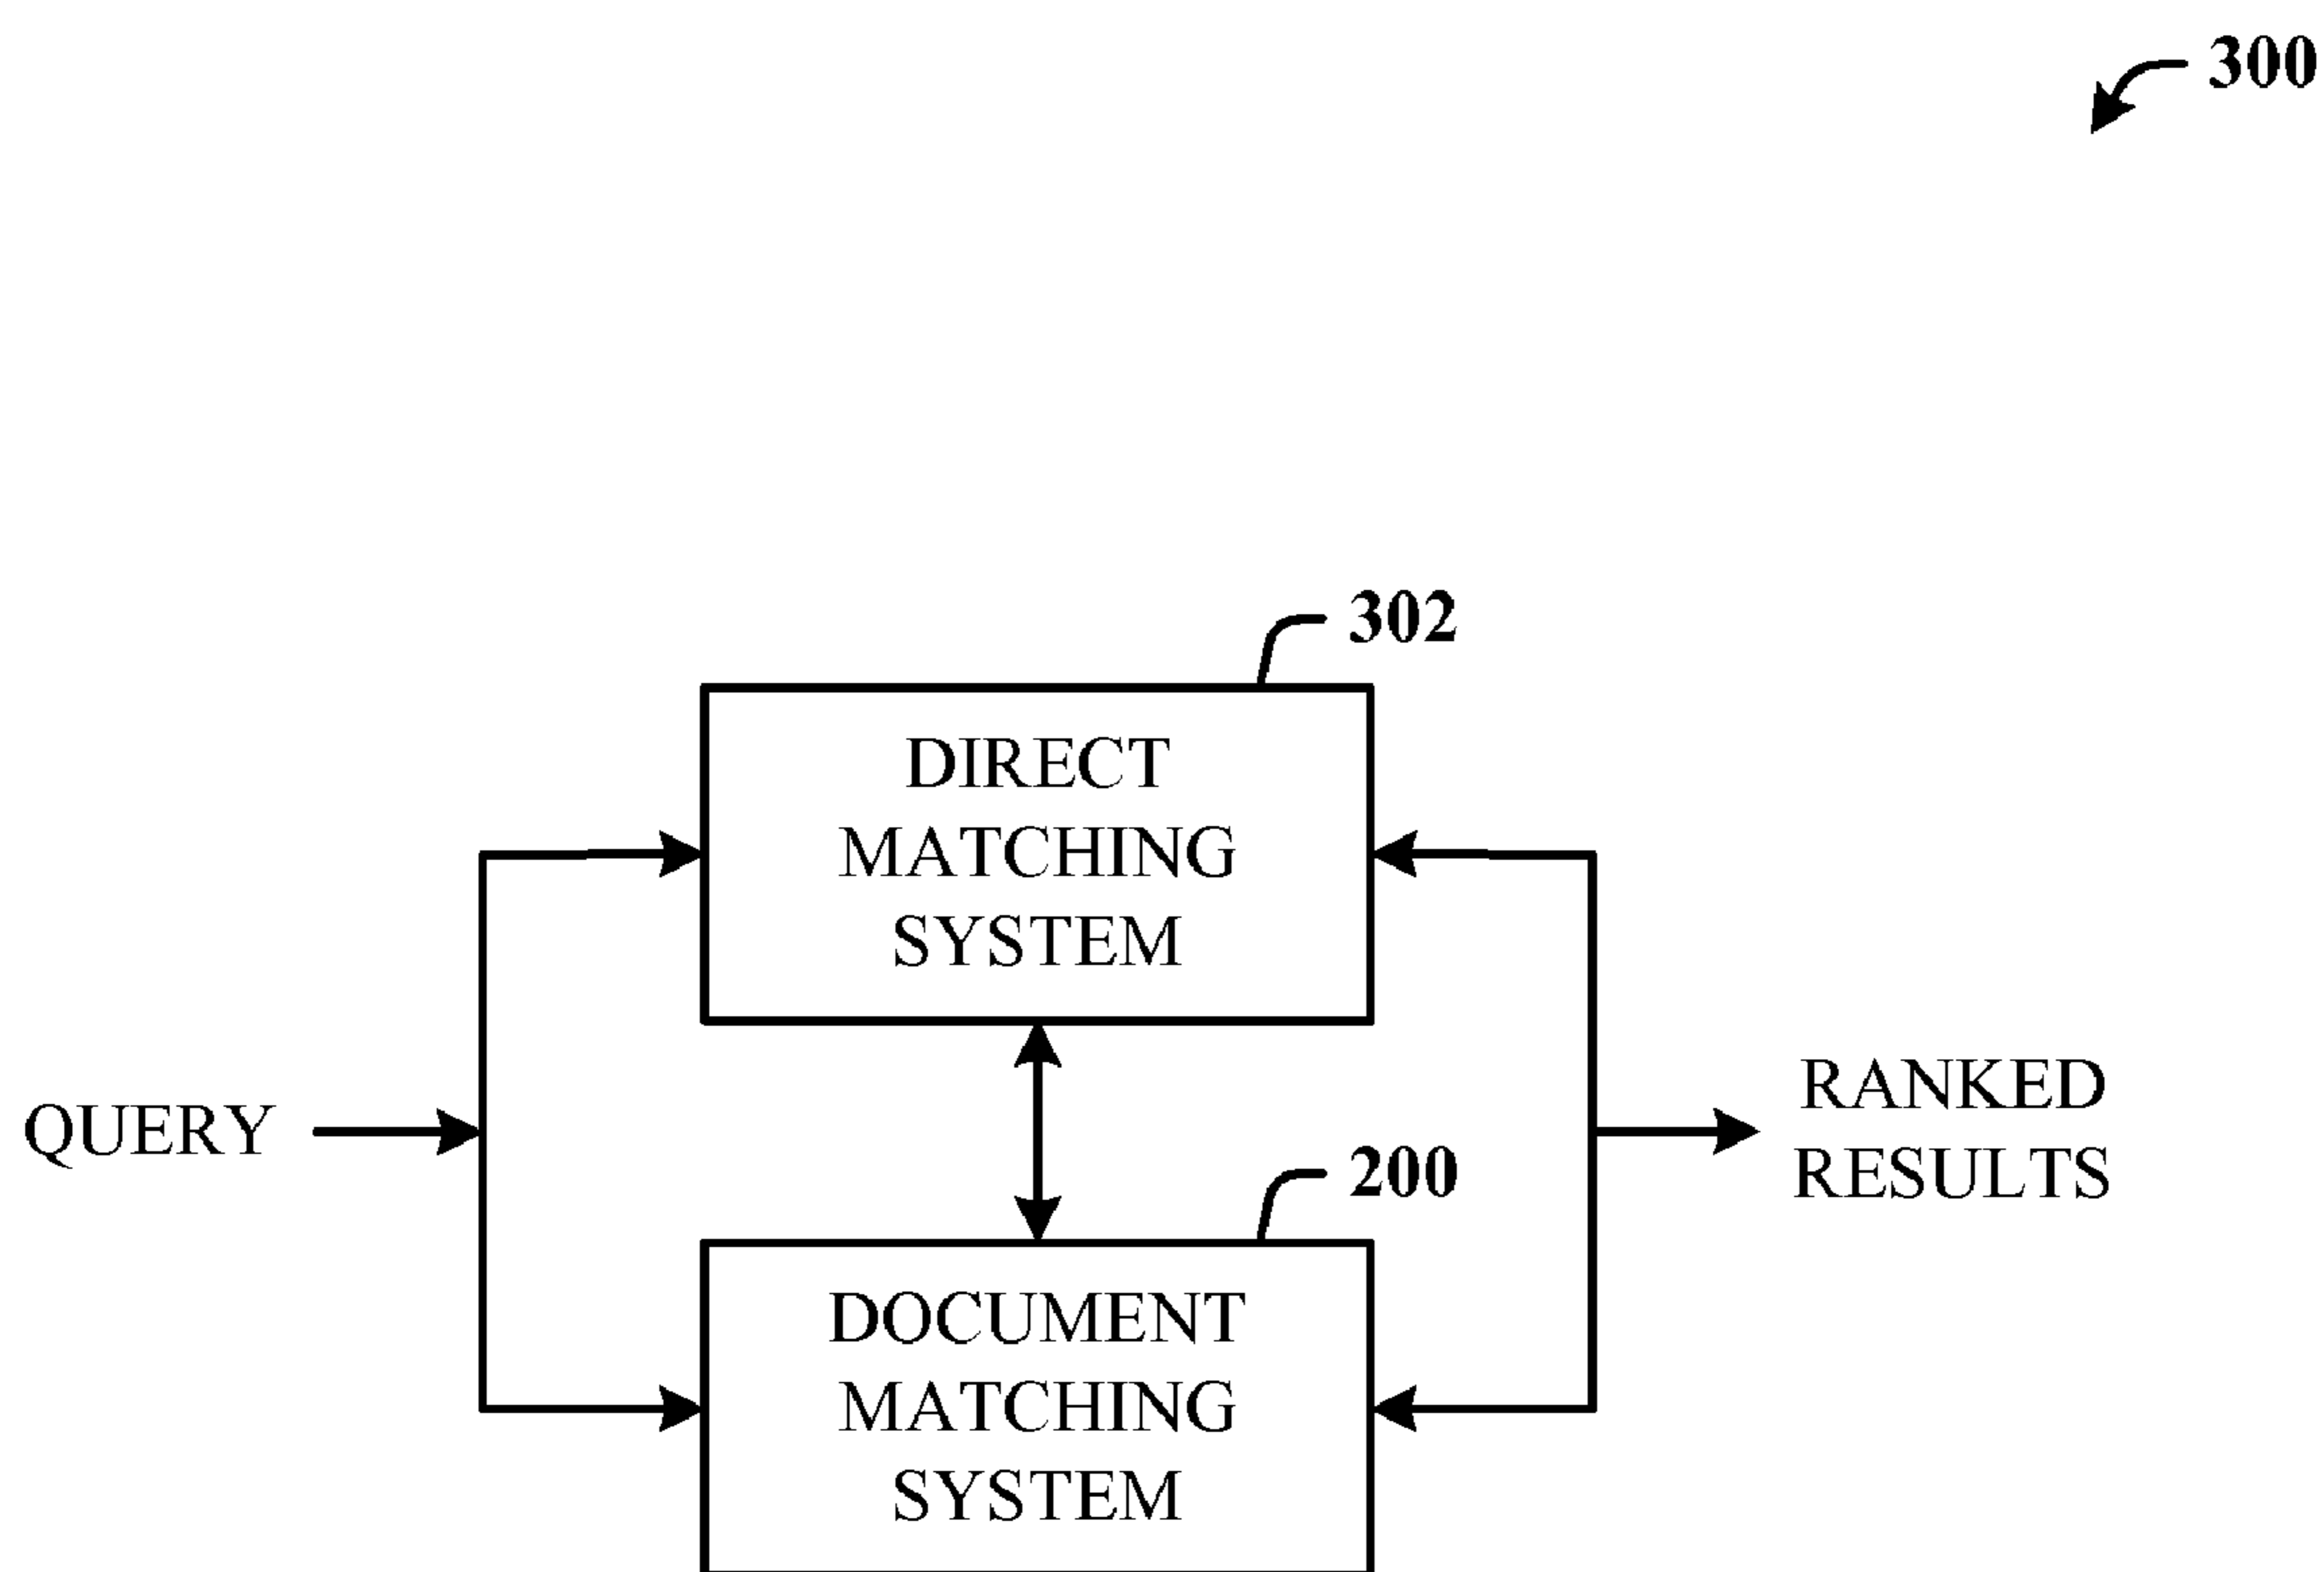 300
302
DIRECT
MATCHING
SYSTEM
QUERY
RANKED
RESULTS
200
DOCUMENT
MATCHING
SYSTEM